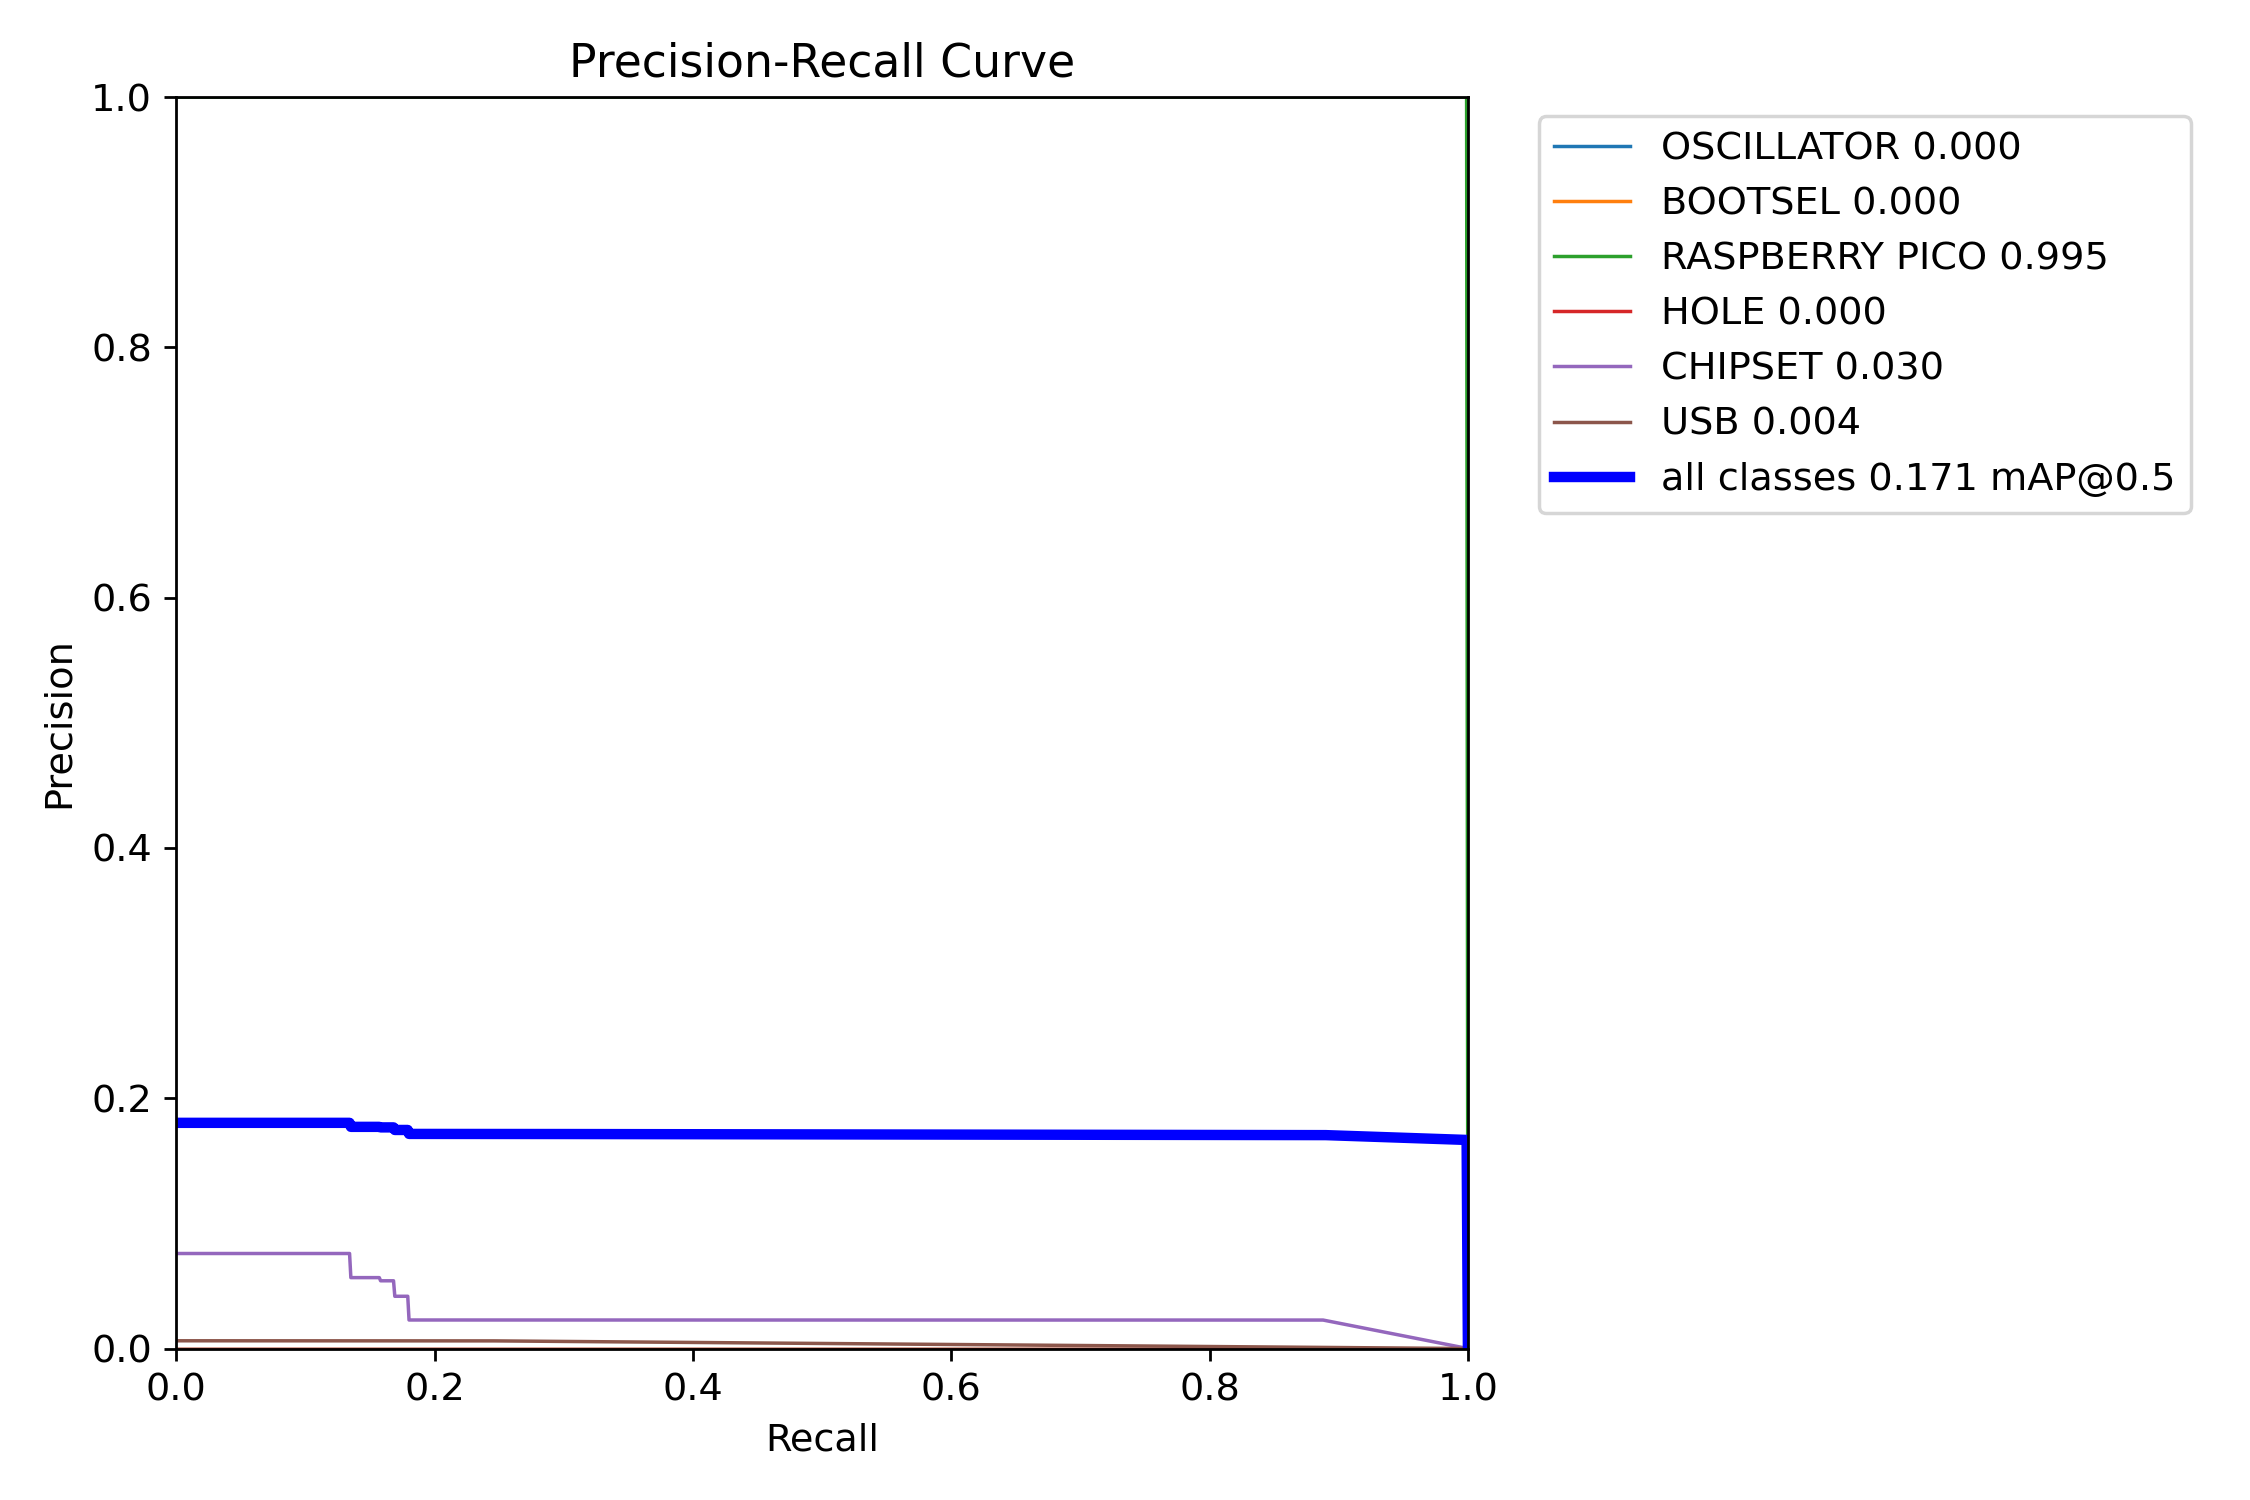 Precision-Recall Curve
1.0
0.8
0.6
0.4
0.2
0.0
Precision
0.0 0.2 0.4 0.6 0.8 1.0
Recall
OSCILLATOR 0.000
BOOTSEL 0.000
RASPBERRY PICO 0.995
HOLE 0.000
CHIPSET 0.030
USB 0.004
all classes 0.171 mAP@0.5